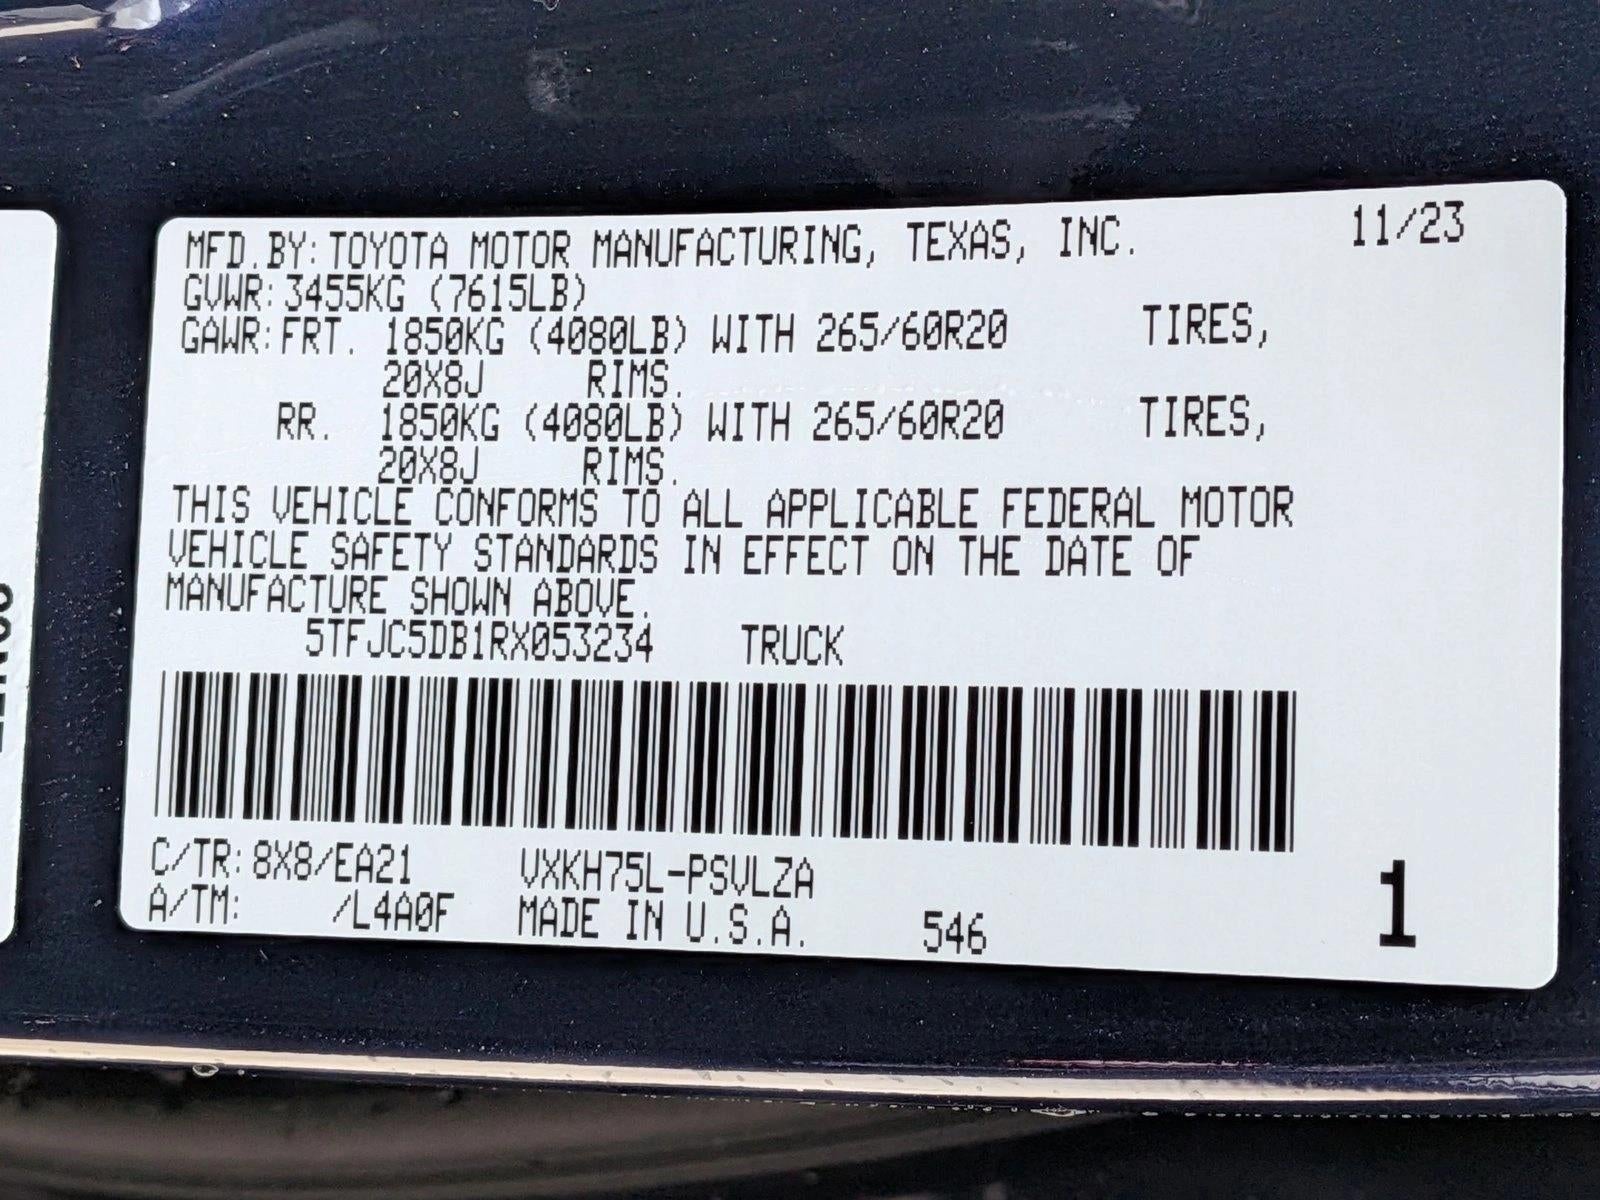 MFD.BY: TOYOTA MOTOR MANUFACTURING, TEXAS, INC. 11/23
GVWR: 3455KG (7615LB)
GAWR: FRT. 1850KG (4080LB) WITH 265/60R20 TIRES,
20X8J RIMS.
RR. 1850KG (4080LB) WITH 265/60R20 TIRES,
20X8J RIMS.
THIS VEHICLE CONFORMS TO ALL APPLICABLE FEDERAL MOTOR
VEHICLE SAFETY STANDARDS IN EFFECT ON THE DATE OF
MANUFACTURE SHOWN ABOVE.
5TFJC5DB1RX053234 TRUCK
C/TR: 8X8/EA21 VXKH75L-PSVLZA
A/TM: /L4A0F MADE IN U.S.A. 546 1